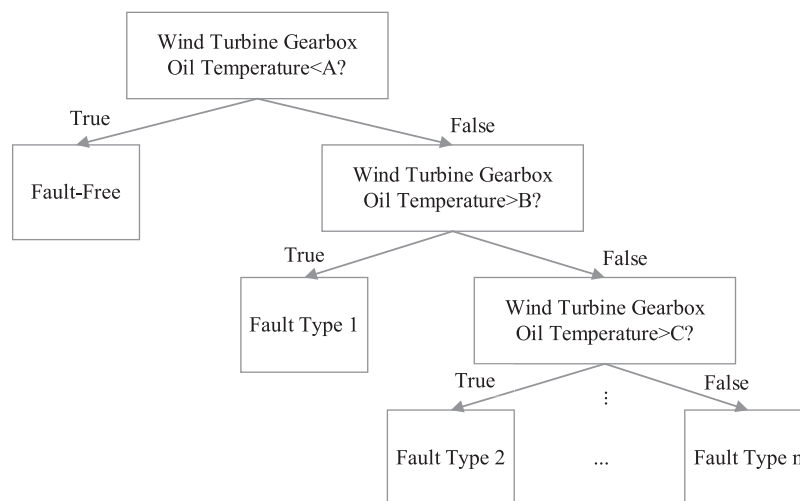 Wind Turbine Gearbox
Oil Temperature<A?
True
False
Fault-Free
Wind Turbine Gearbox
Oil Temperature>B?
True
False
Fault Type 1
Wind Turbine Gearbox
Oil Temperature>C?
True
⋮
False
Fault Type 2
...
Fault Type n